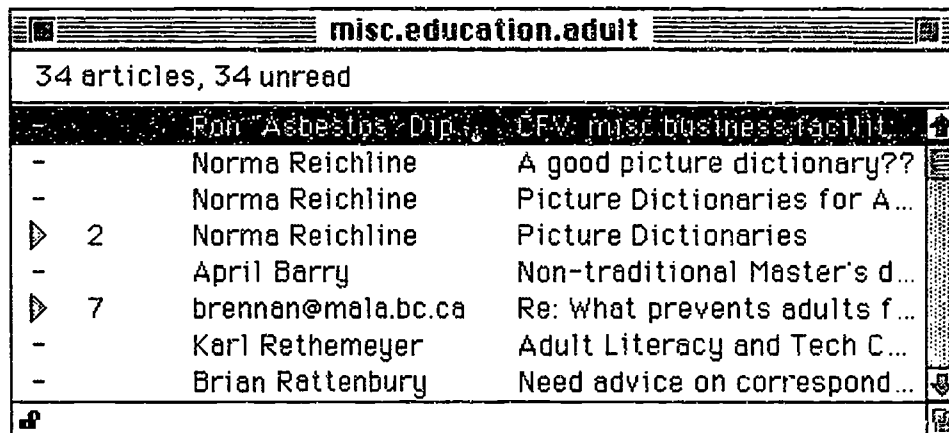 misc.education.adult
34 articles, 34 unread
- Ron "Asbestos" Dip... CFV: misc.business.facilit...
- Norma Reichline A good picture dictionary??
- Norma Reichline Picture Dictionaries for A...
2 Norma Reichline Picture Dictionaries
- April Barry Non-traditional Master's d...
7 brennan@mala.bc.ca Re: What prevents adults f...
- Karl Rethemeyer Adult Literacy and Tech C...
- Brian Rattenbury Need advice on correspond...